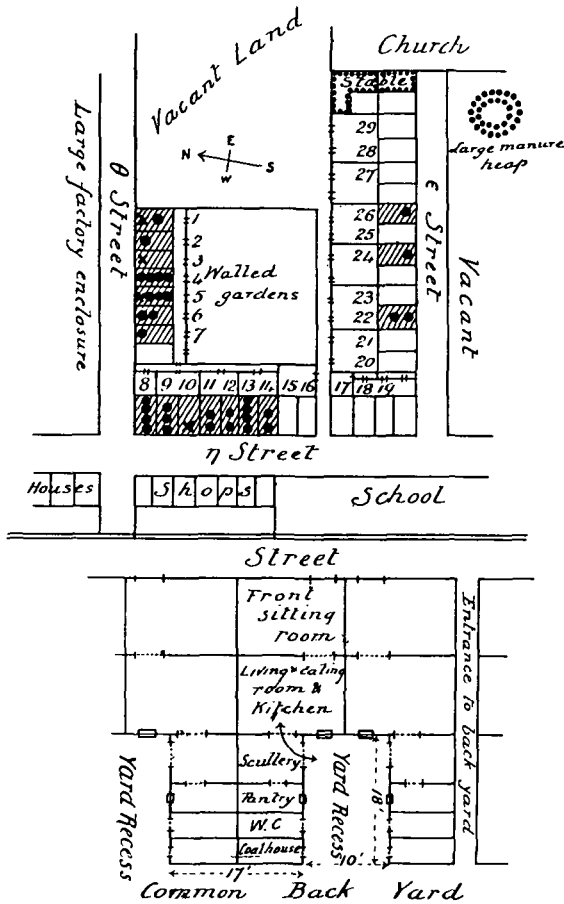 Church
Vacant Land
Stable
E
N S
W
Large manure
heap
29
28
27
26
25
24
23
22
21
20
Large factory enclosure
θ Street
ε Street
Vacant
1
2
3
4
5
6
7
Walled
gardens
8 9 10 11 12 13 14 15 16
17 18 19
η Street
Houses
Shops
School
Street
Front
sitting
room
Living & eating
room &
Kitchen
Scullery
Pantry
W.C
Coalhouse
Yard Recess
Yard Recess
18'
17'
10'
Entrance to back yard
Common Back Yard